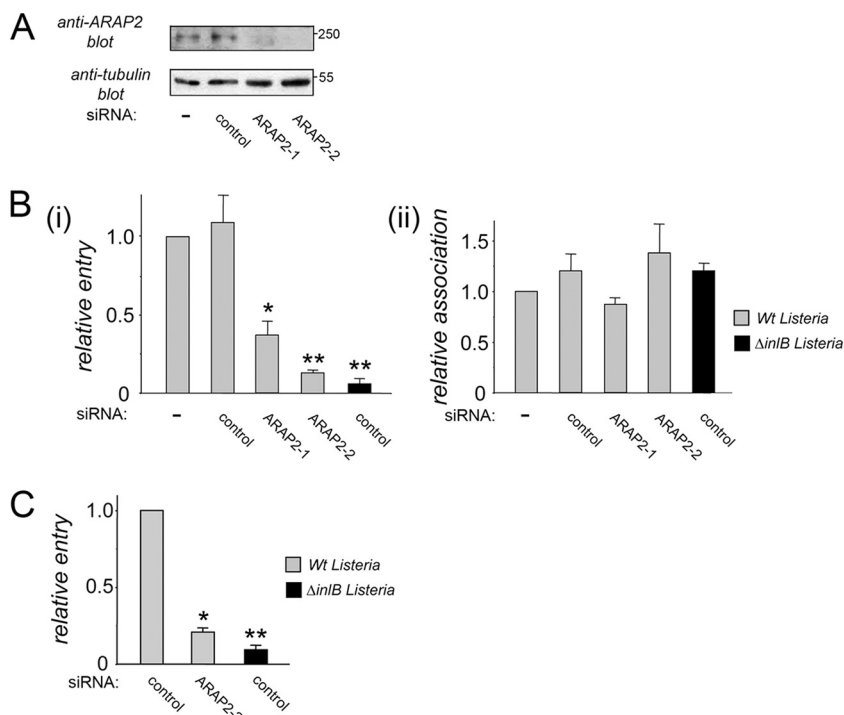 A
anti-ARAP2
blot
250
anti-tubulin
blot
55
siRNA:
-
control
ARAP2-1
ARAP2-2
B
(i)
relative entry
1.0
0.5
0
*
**
**
siRNA:
-
control
ARAP2-1
ARAP2-2
control
(ii)
relative association
1.5
1.0
0.5
0
siRNA:
-
control
ARAP2-1
ARAP2-2
control
Wt Listeria
ΔinlB Listeria
C
relative entry
1.0
0.5
0
*
**
siRNA:
control
control
Wt Listeria
ΔinlB Listeria